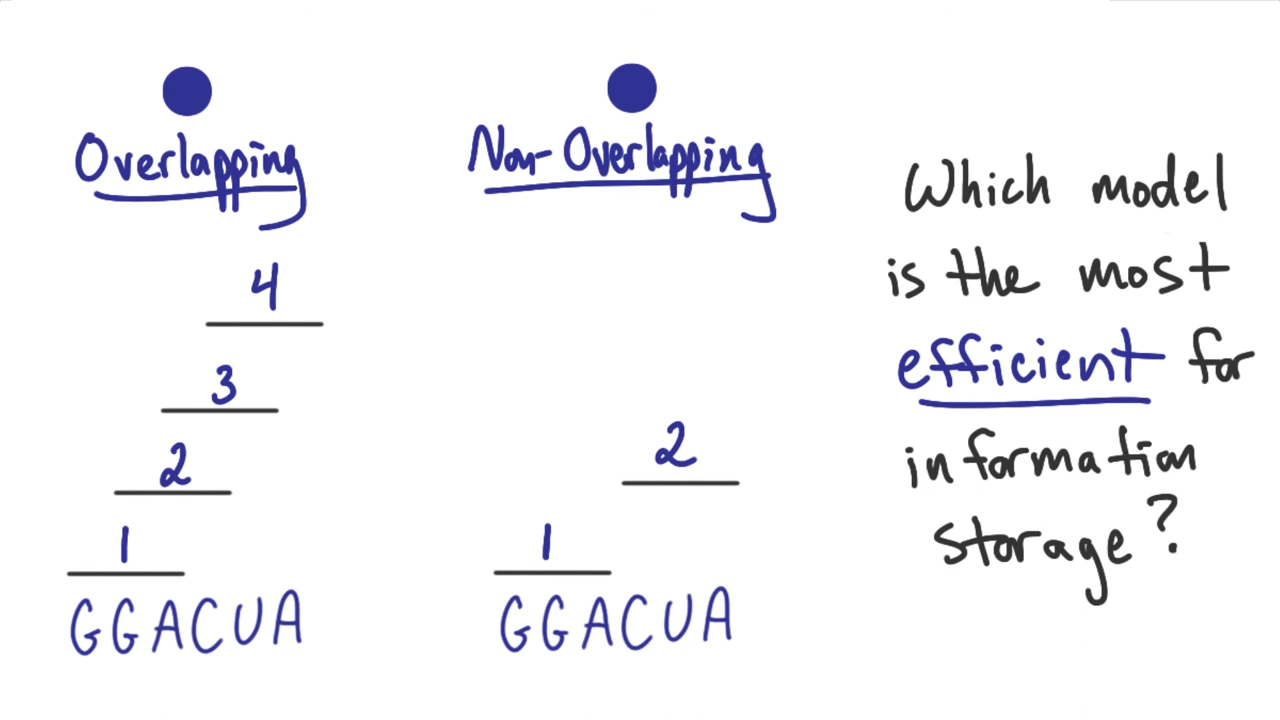 Overlapping
4
3
2
1
GGACUA
Non-Overlapping
2
1
GGACUA
Which model
is the most
efficient for
information
storage?